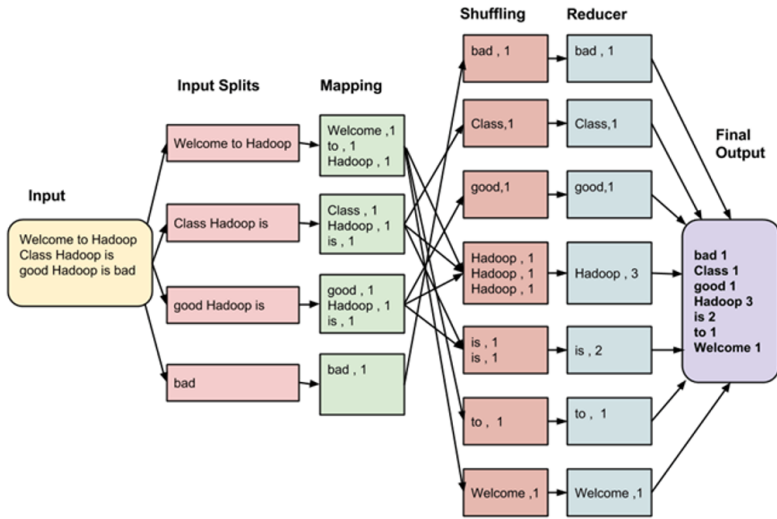 Input
Welcome to Hadoop
Class Hadoop is
good Hadoop is bad
Input Splits
Welcome to Hadoop
Class Hadoop is
good Hadoop is
bad
Mapping
Welcome ,1
to , 1
Hadoop , 1
Class , 1
Hadoop , 1
is , 1
good , 1
Hadoop , 1
is , 1
bad , 1
Shuffling
bad , 1
Class,1
good,1
Hadoop , 1
Hadoop , 1
Hadoop , 1
is , 1
is , 1
to , 1
Welcome ,1
Reducer
bad , 1
Class,1
good,1
Hadoop , 3
is , 2
to , 1
Welcome ,1
Final
Output
bad 1
Class 1
good 1
Hadoop 3
is 2
to 1
Welcome 1